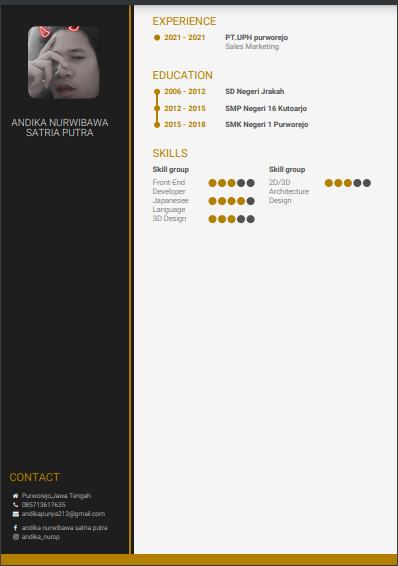 ANDIKA NURWIBAWA
SATRIA PUTRA
CONTACT
Purworejo,Jawa Tengah
085713617635
andikapunya212@gmail.com
andika nurwibawa satria putra
andika_nursp
EXPERIENCE
2021 - 2021 PT.UPH purworejo
Sales Marketing
EDUCATION
2006 - 2012 SD Negeri Jrakah
2012 - 2015 SMP Negeri 16 Kutoarjo
2015 - 2018 SMK Negeri 1 Purworejo
SKILLS
Skill group
Front-End
Developer
Japanesee
Language
3D Design
Skill group
2D/3D
Architecture
Design